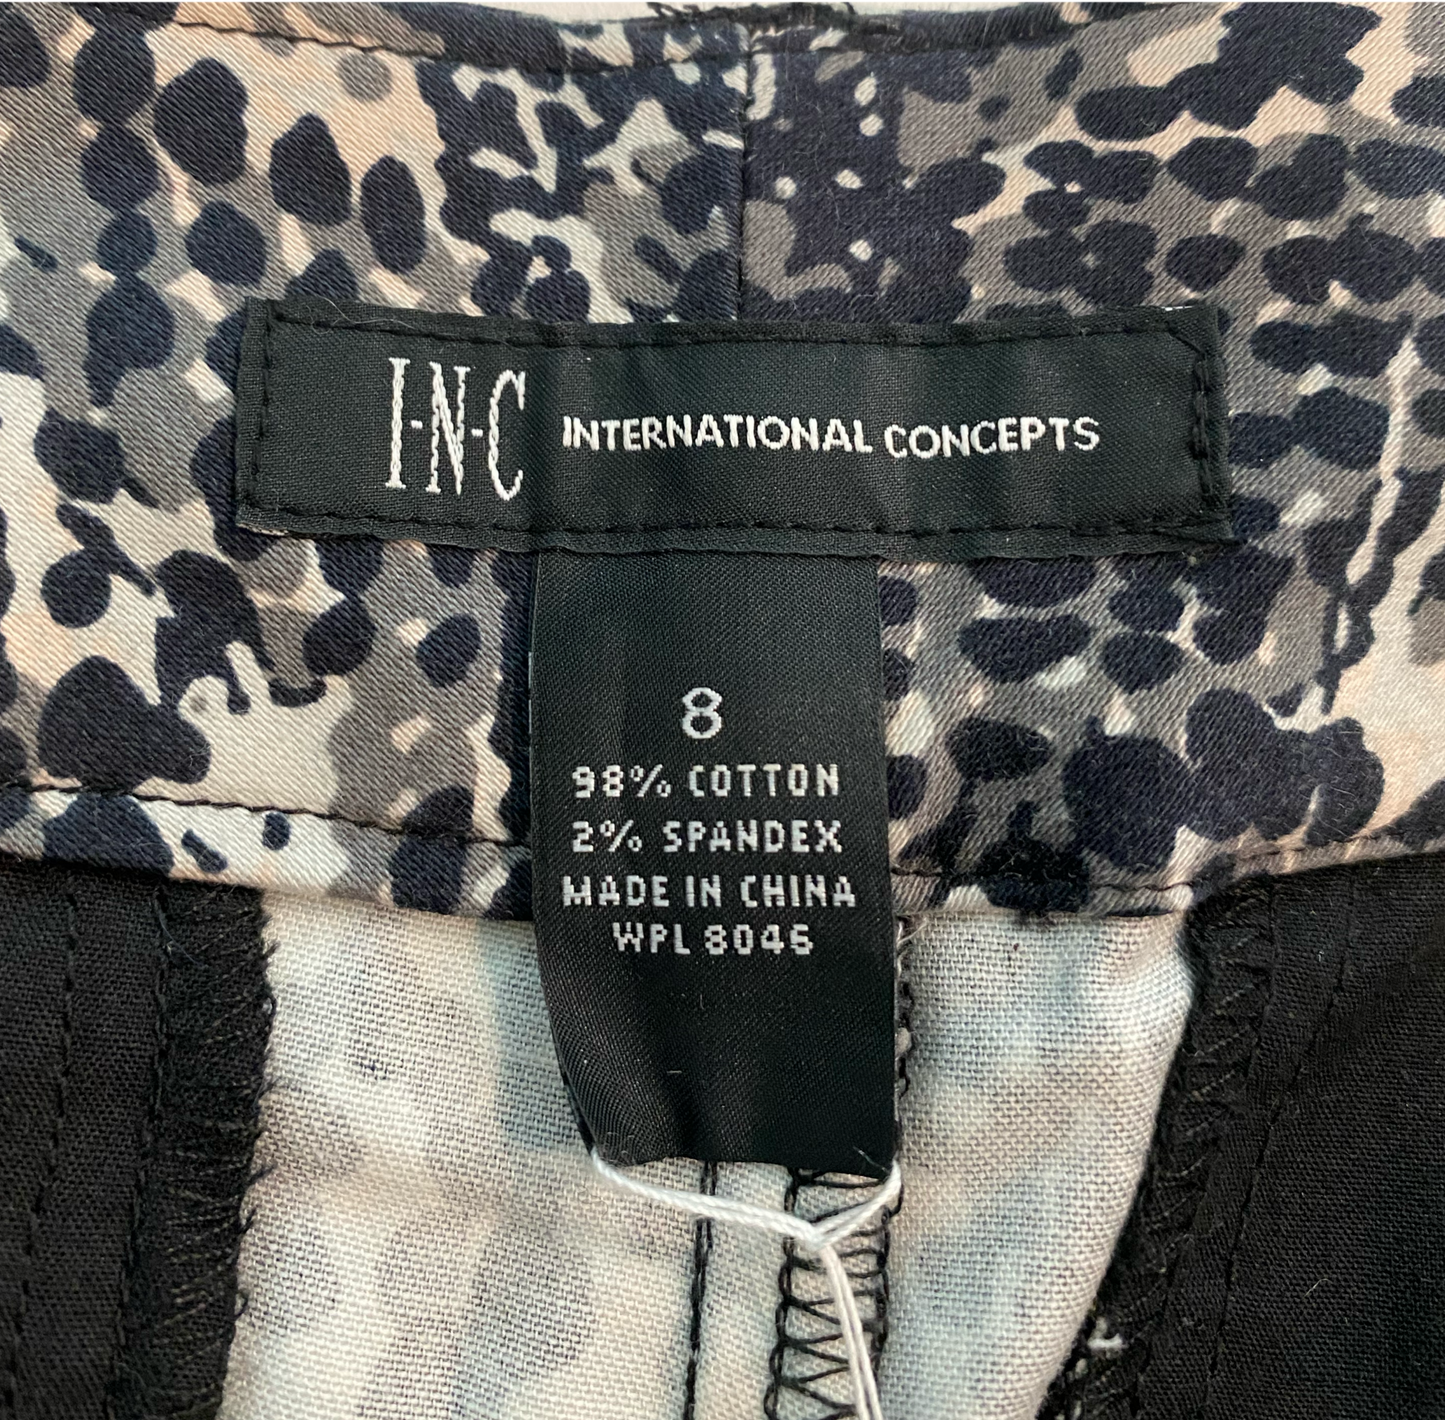 I·N·C INTERNATIONAL CONCEPTS
8
98% COTTON
2% SPANDEX
MADE IN CHINA
WPL 8046